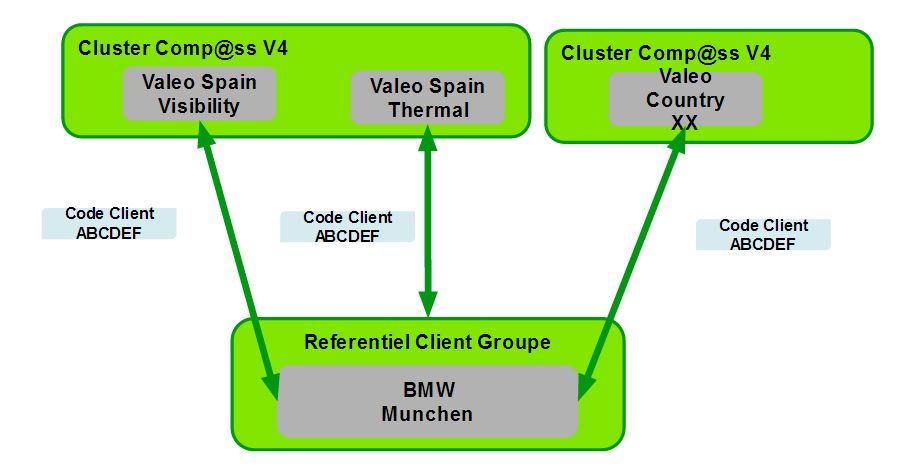 Cluster Comp@ss V4
Valeo Spain
Visibility
Valeo Spain
Thermal
Cluster Comp@ss V4
Valeo
Country
XX
Code Client
ABCDEF
Code Client
ABCDEF
Code Client
ABCDEF
Referentiel Client Groupe
BMW
Munchen